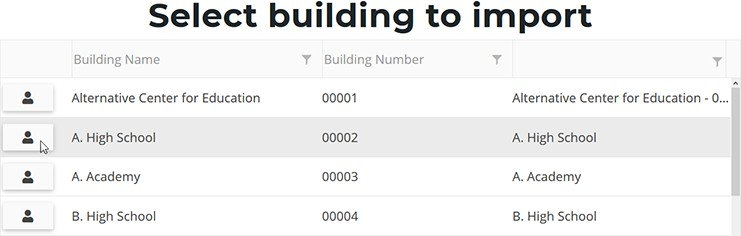 Select building to import
Building Name Building Number
Alternative Center for Education 00001 Alternative Center for Education - 0...
A. High School 00002 A. High School
A. Academy 00003 A. Academy
B. High School 00004 B. High School